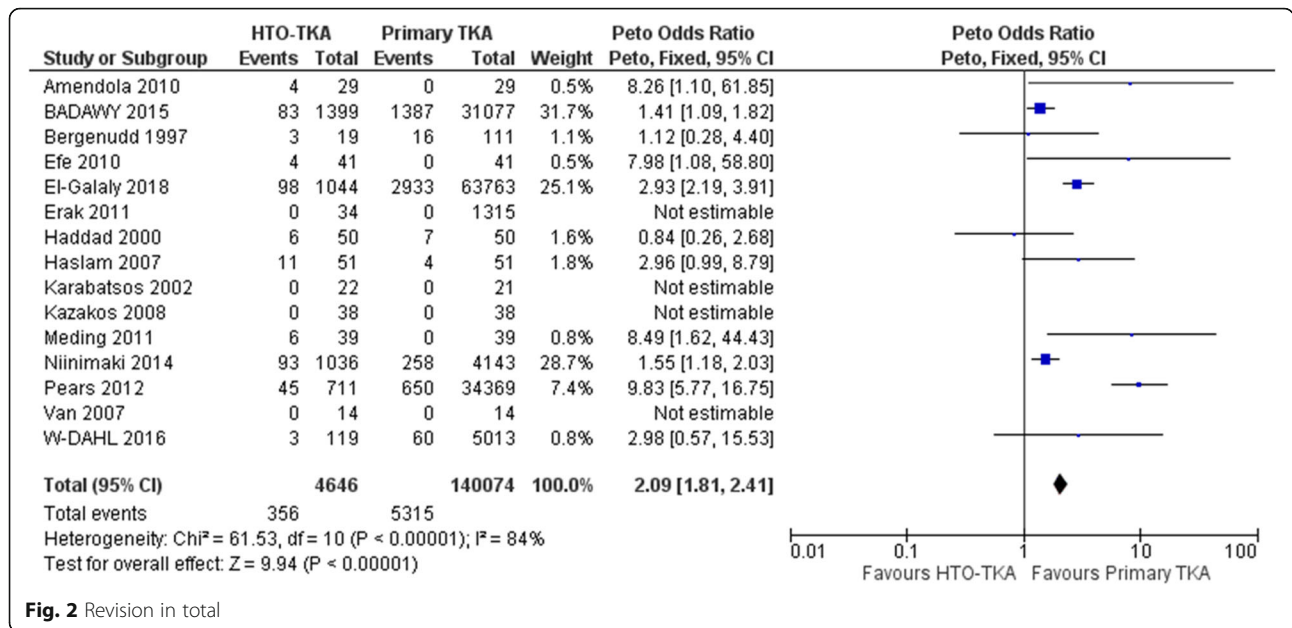 HTO-TKA Primary TKA Peto Odds Ratio Peto Odds Ratio
Study or Subgroup Events Total Events Total Weight Peto, Fixed, 95% CI Peto, Fixed, 95% CI
Amendola 2010 4 29 0 29 0.5% 8.26 [1.10, 61.85]
BADAWY 2015 83 1399 1387 31077 31.7% 1.41 [1.09, 1.82]
Bergenudd 1997 3 19 16 111 1.1% 1.12 [0.28, 4.40]
Efe 2010 4 41 0 41 0.5% 7.98 [1.08, 58.80]
El-Galaly 2018 98 1044 2933 63763 25.1% 2.93 [2.19, 3.91]
Erak 2011 0 34 0 1315 Not estimable
Haddad 2000 6 50 7 50 1.6% 0.84 [0.26, 2.68]
Haslam 2007 11 51 4 51 1.8% 2.96 [0.99, 8.79]
Karabatsos 2002 0 22 0 21 Not estimable
Kazakos 2008 0 38 0 38 Not estimable
Meding 2011 6 39 0 39 0.8% 8.49 [1.62, 44.43]
Niinimaki 2014 93 1036 258 4143 28.7% 1.55 [1.18, 2.03]
Pears 2012 45 711 650 34369 7.4% 9.83 [5.77, 16.75]
Van 2007 0 14 0 14 Not estimable
W-DAHL 2016 3 119 60 5013 0.8% 2.98 [0.57, 15.53]
Total (95% CI) 4646 140074 100.0% 2.09 [1.81, 2.41]
Total events 356 5315
Heterogeneity: Chi² = 61.53, df = 10 (P < 0.00001); I² = 84%
Test for overall effect: Z = 9.94 (P < 0.00001)
0.01 0.1 1 10 100
Favours HTO-TKA Favours Primary TKA
Fig. 2 Revision in total